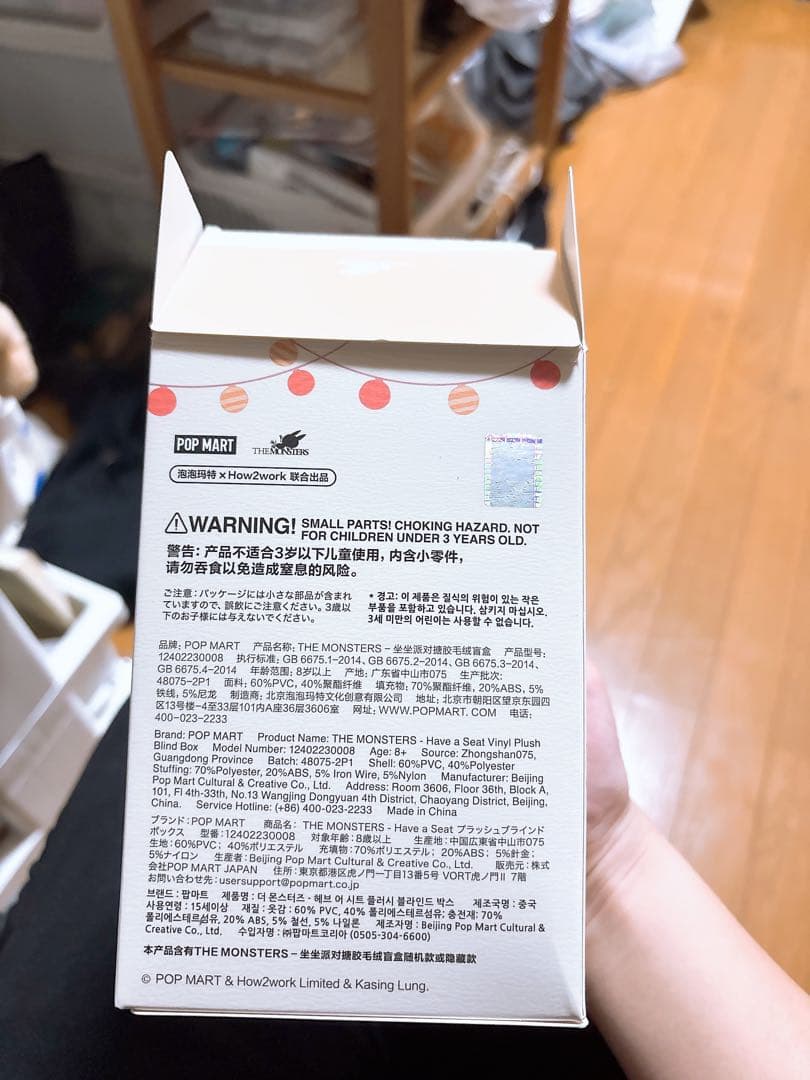 POP MART THE MONSTERS
泡泡玛特 × How2work 联合出品
WARNING! SMALL PARTS! CHOKING HAZARD. NOT
FOR CHILDREN UNDER 3 YEARS OLD.
警告: 产品不适合3岁以下儿童使用, 内含小零件,
请勿吞食以免造成窒息的风险。
ご注意：パッケージには小さな部品が含まれ
ていますので、誤飲にご注意ください。3歳以
下のお子様には与えないでください。
* 경고: 이 제품은 질식의 위험이 있는 작은
부품을 포함하고 있습니다. 삼키지 마십시오.
3세 미만의 어린이는 사용할 수 없습니다.
品牌: POP MART 产品名称: THE MONSTERS – 坐坐派对搪胶毛绒盲盒 产品型号:
12402230008 执行标准: GB 6675.1–2014、GB 6675.2–2014、GB 6675.3–2014、
GB 6675.4–2014 年龄范围: 8岁以上 产地: 广东省中山市075 生产批次:
48075-2P1 面料: 60%PVC, 40%聚酯纤维 填充物: 70%聚酯纤维, 20%ABS, 5%
铁线, 5%尼龙 制造商: 北京泡泡玛特文化创意有限公司 地址: 北京市朝阳区望京东园四
区13号楼–4至33层101内A座36层3606室 网址: WWW.POPMART. COM 电话:
400-023-2233
Brand: POP MART Product Name: THE MONSTERS - Have a Seat Vinyl Plush
Blind Box Model Number: 12402230008 Age: 8+ Source: Zhongshan075,
Guangdong Province Batch: 48075-2P1 Shell: 60%PVC, 40%Polyester
Stuffing: 70%Polyester, 20%ABS, 5% Iron Wire, 5%Nylon Manufacturer: Beijing
Pop Mart Cultural & Creative Co., Ltd. Address: Room 3606, Floor 36th, Block A,
101, Fl 4th-33th, No.13 Wangjing Dongyuan 4th District, Chaoyang District, Beijing,
China. Service Hotline: (+86) 400-023-2233 Made in China
ブランド：POP MART 商品名： THE MONSTERS - Have a Seat プラッシュブラインド
ボックス 型番：12402230008 対象年齢：8歳以上 生産地：中国広東省中山市075
生地：60%PVC；40%ポリエステル 充填物：70%ポリエステル；20%ABS；5%針金；
5%ナイロン 生産者：Beijing Pop Mart Cultural & Creative Co., Ltd. 販売元：株式
会社POP MART JAPAN 住所：東京都港区虎ノ門一丁目13番5号 VORT虎ノ門Ⅱ 7階
お問い合わせ先：usersupport@popmart.co.jp
브랜드 : 팝마트 제품명 : 더 몬스터즈 - 헤브 어 시트 플러시 블라인드 박스 제조국명 : 중국
사용연령 : 15세이상 재질 : 겉감 : 60% PVC, 40% 폴리에스테르섬유; 충전재: 70%
폴리에스테르섬유, 20% ABS, 5% 철선, 5% 나일론 제조자명 : Beijing Pop Mart Cultural &
Creative Co., Ltd. 수입자명 : ㈜팝마트코리아 (0505-304-6600)
本产品含有THE MONSTERS – 坐坐派对搪胶毛绒盲盒随机款或隐藏款
© POP MART & How2work Limited & Kasing Lung.